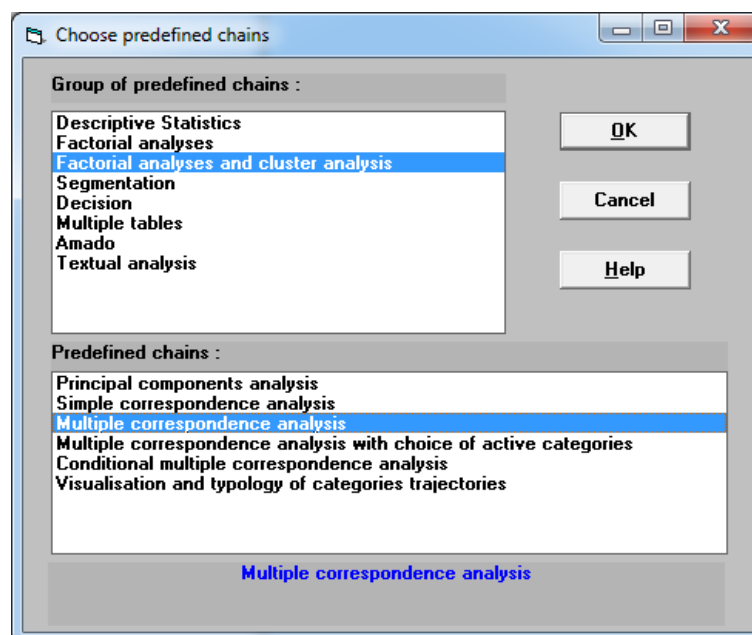 Choose predefined chains
Group of predefined chains :
Descriptive Statistics
Factorial analyses
Factorial analyses and cluster analysis
Segmentation
Decision
Multiple tables
Amado
Textual analysis
OK
Cancel
Help
Predefined chains :
Principal components analysis
Simple correspondence analysis
Multiple correspondence analysis
Multiple correspondence analysis with choice of active categories
Conditional multiple correspondence analysis
Visualisation and typology of categories trajectories
Multiple correspondence analysis